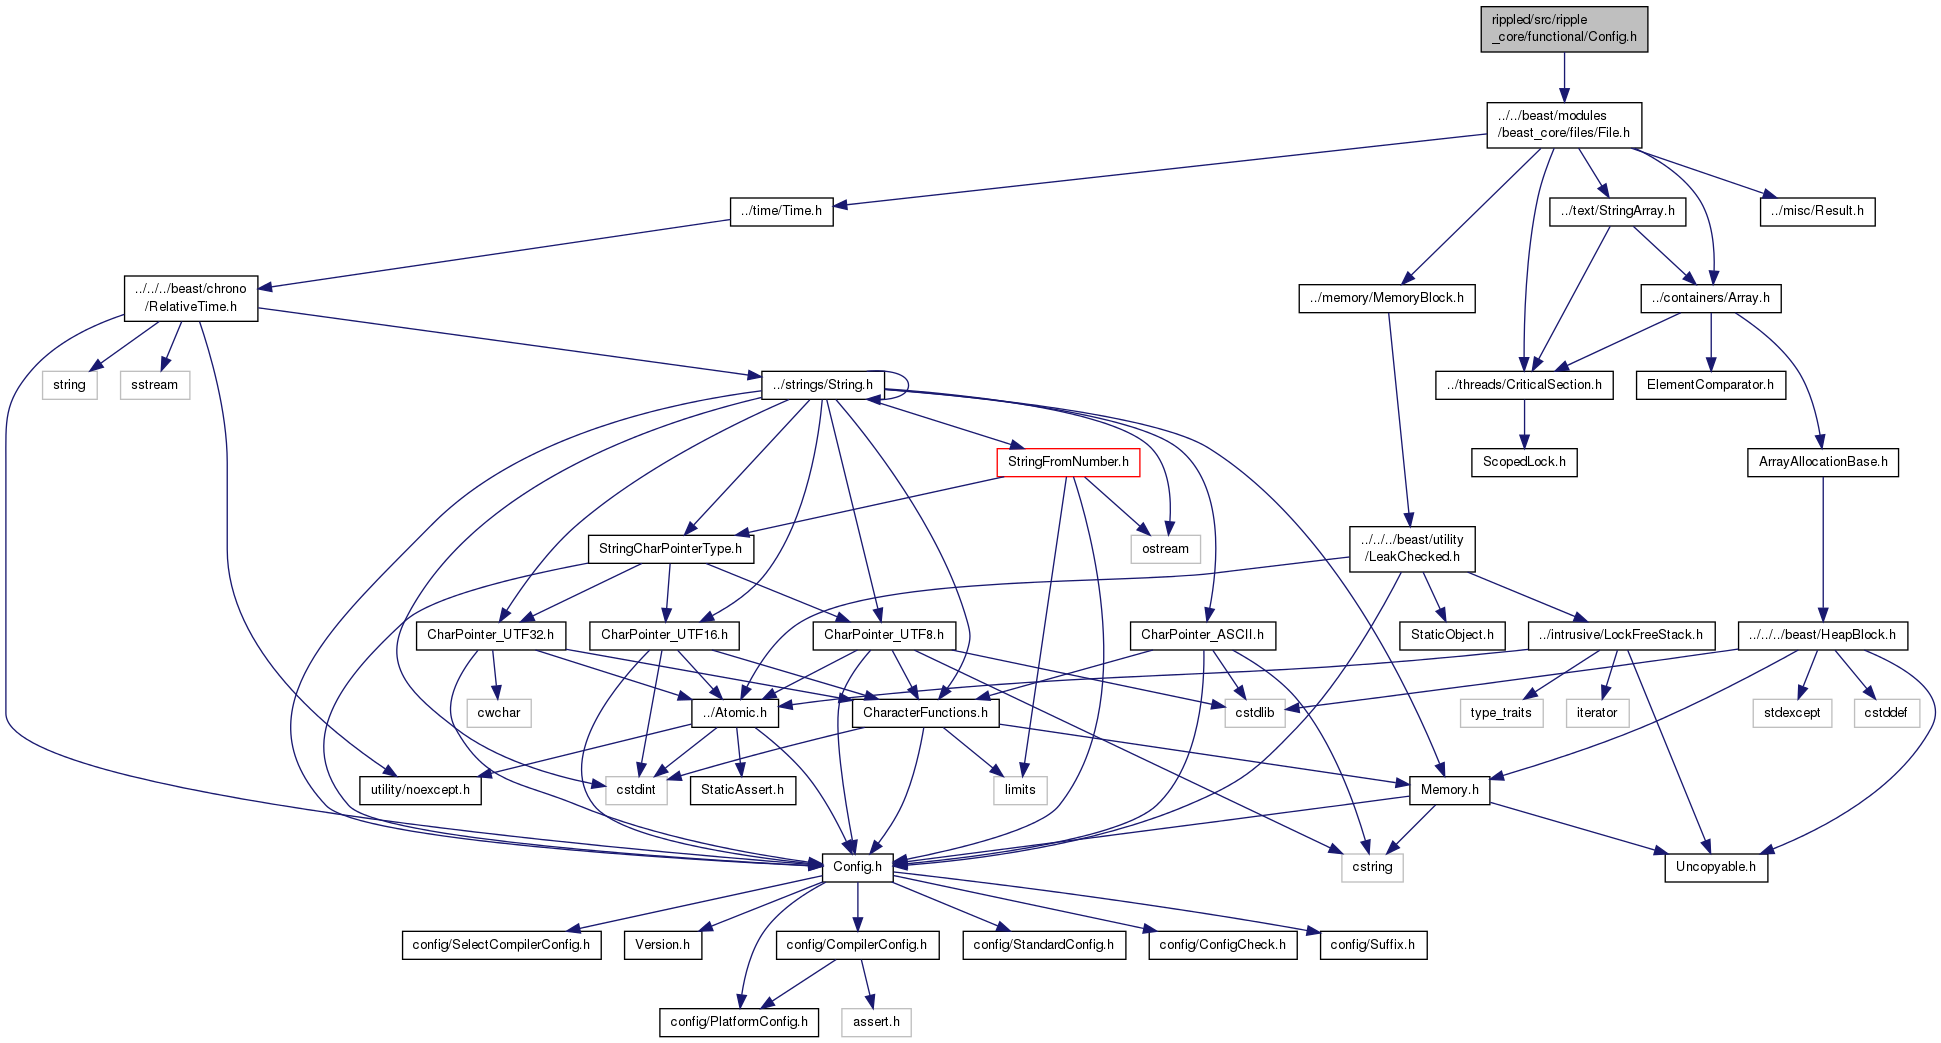 rippled/src/ripple
_core/functional/Config.h
../../beast/modules
/beast_core/files/File.h
../time/Time.h
../text/StringArray.h
../misc/Result.h
../../../beast/chrono
/RelativeTime.h
../memory/MemoryBlock.h
../containers/Array.h
string
sstream
../strings/String.h
../threads/CriticalSection.h
ElementComparator.h
StringFromNumber.h
ScopedLock.h
ArrayAllocationBase.h
StringCharPointerType.h
ostream
../../../beast/utility
/LeakChecked.h
CharPointer_UTF32.h
CharPointer_UTF16.h
CharPointer_UTF8.h
CharPointer_ASCII.h
StaticObject.h
../intrusive/LockFreeStack.h
../../../beast/HeapBlock.h
cwchar
../Atomic.h
CharacterFunctions.h
cstdlib
type_traits
iterator
stdexcept
cstddef
utility/noexcept.h
cstdint
StaticAssert.h
limits
Memory.h
Config.h
cstring
Uncopyable.h
config/SelectCompilerConfig.h
Version.h
config/CompilerConfig.h
config/StandardConfig.h
config/ConfigCheck.h
config/Suffix.h
config/PlatformConfig.h
assert.h